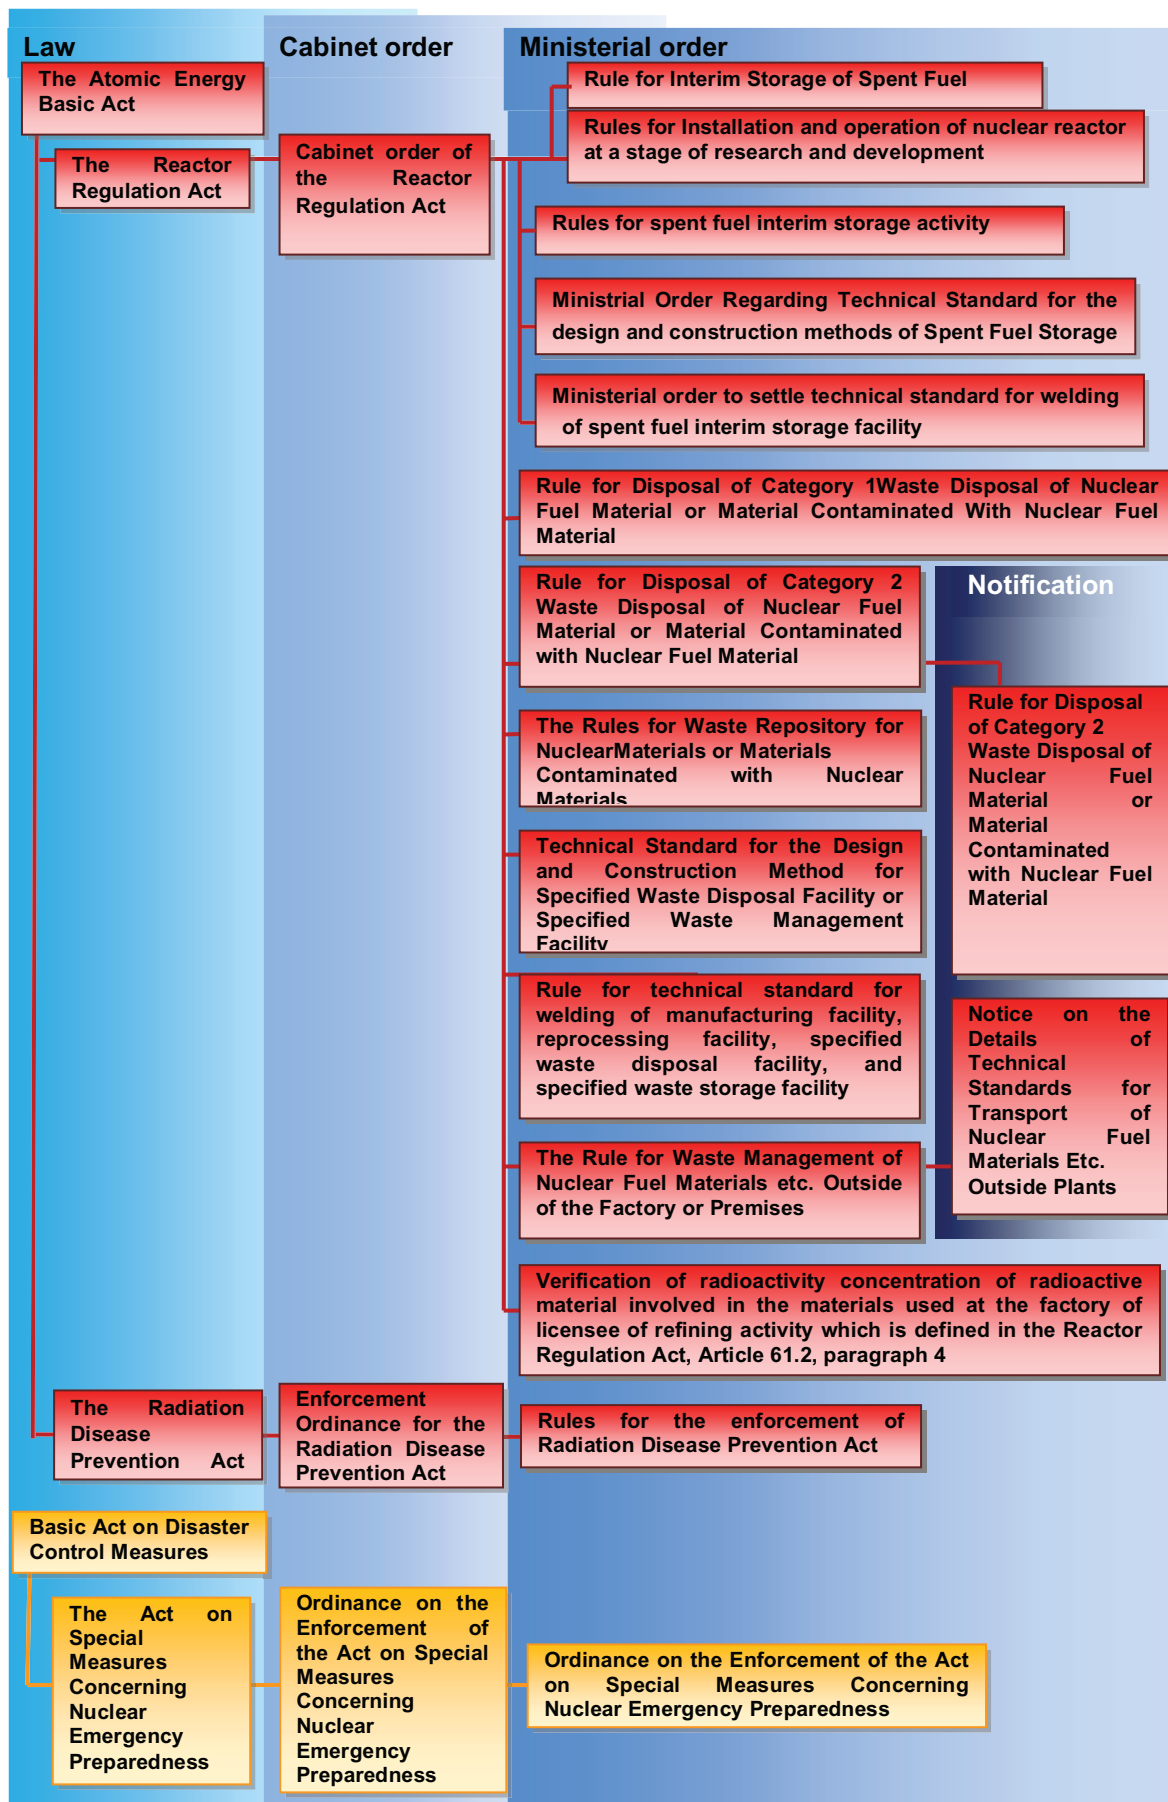 Law
Cabinet order
Ministerial order
The Atomic Energy
Basic Act
Rule for Interim Storage of Spent Fuel
Rules for Installation and operation of nuclear reactor
at a stage of research and development
The Reactor
Regulation Act
Cabinet order of
the Reactor
Regulation Act
Rules for spent fuel interim storage activity
Ministrial Order Regarding Technical Standard for the
design and construction methods of Spent Fuel Storage
Ministerial order to settle technical standard for welding
of spent fuel interim storage facility
Rule for Disposal of Category 1Waste Disposal of Nuclear
Fuel Material or Material Contaminated With Nuclear Fuel
Material
Rule for Disposal of Category 2
Waste Disposal of Nuclear Fuel
Material or Material Contaminated
with Nuclear Fuel Material
Notification
Rule for Disposal
of Category 2
Waste Disposal of
Nuclear Fuel
Material or
Material
Contaminated
with Nuclear Fuel
Material
The Rules for Waste Repository for
NuclearMaterials or Materials
Contaminated with Nuclear
Materials
Technical Standard for the Design
and Construction Method for
Specified Waste Disposal Facility or
Specified Waste Management
Facility
Rule for technical standard for
welding of manufacturing facility,
reprocessing facility, specified
waste disposal facility, and
specified waste storage facility
Notice on the
Details of
Technical
Standards for
Transport of
Nuclear Fuel
Materials Etc.
Outside Plants
The Rule for Waste Management of
Nuclear Fuel Materials etc. Outside
of the Factory or Premises
Verification of radioactivity concentration of radioactive
material involved in the materials used at the factory of
licensee of refining activity which is defined in the Reactor
Regulation Act, Article 61.2, paragraph 4
The Radiation
Disease
Prevention Act
Enforcement
Ordinance for the
Radiation Disease
Prevention Act
Rules for the enforcement of
Radiation Disease Prevention Act
Basic Act on Disaster
Control Measures
The Act on
Special
Measures
Concerning
Nuclear
Emergency
Preparedness
Ordinance on the
Enforcement of
the Act on Special
Measures
Concerning
Nuclear
Emergency
Preparedness
Ordinance on the Enforcement of the Act
on Special Measures Concerning
Nuclear Emergency Preparedness